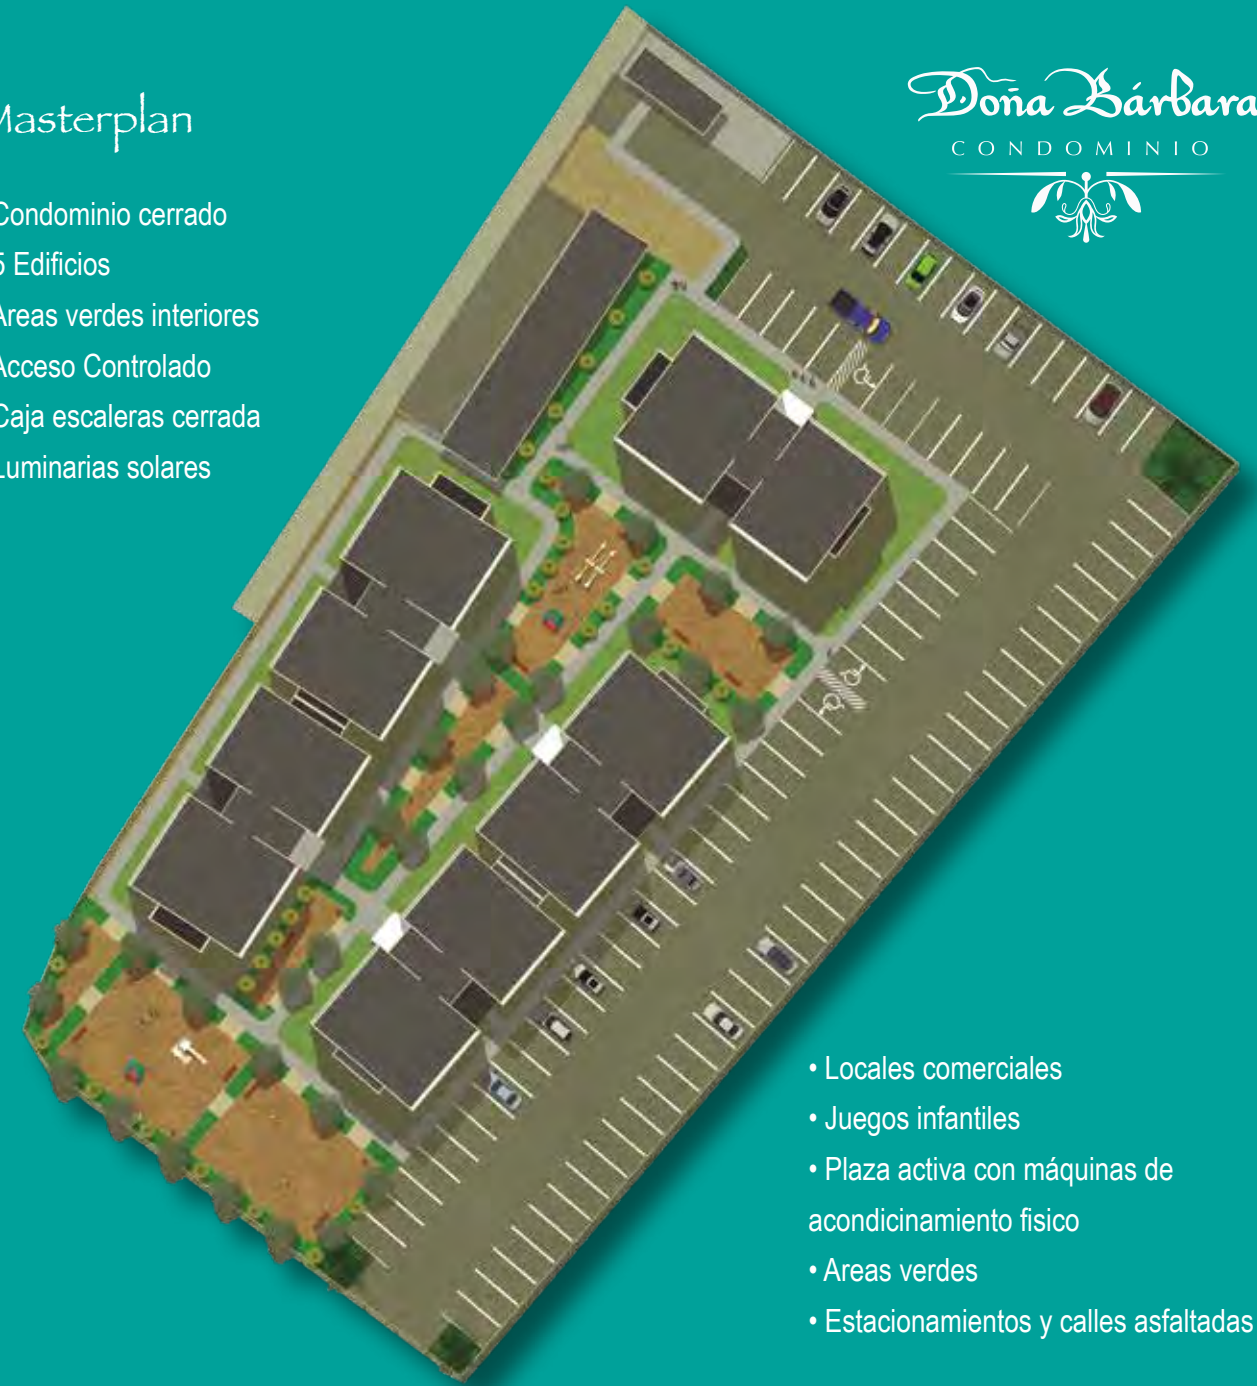 Masterplan
Condominio cerrado
5 Edificios
Areas verdes interiores
Acceso Controlado
Caja escaleras cerrada
Luminarias solares
Doña Bárbara
CONDOMINIO
• Locales comerciales
• Juegos infantiles
• Plaza activa con máquinas de
acondicinamiento fisico
• Areas verdes
• Estacionamientos y calles asfaltadas